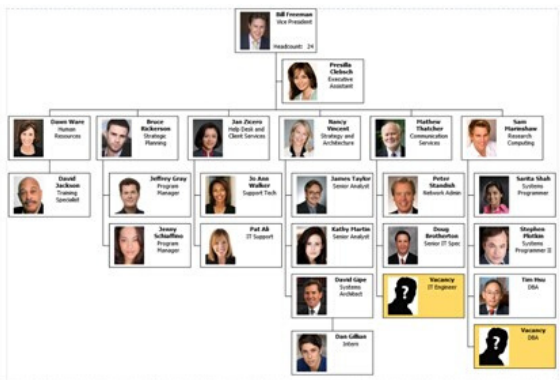 Bill Freeman
Vice President
Headcount: 24
Presilla
Executive
Assistant
Dawn Ware
Human
Resources
Bruce
Rickerson
Strategic
Planning
Jan Zicero
Help Desk and
Client Services
Nancy
Vincent
Strategy and
Architecture
Mathew
Thatcher
Communication
Services
Sam
Marinshaw
Research
Computing
David
Jackson
Training
Specialist
Jeffrey Gray
Program
Manager
Jo Ann
Walker
Support Tech
James Taylor
Senior Analyst
Peter
Standish
Network Admin
Sarita Shah
Systems
Programmer
Jenny
Schiaffino
Program
Manager
Pat Ali
IT Support
Kathy Martin
Senior Analyst
Doug
Brotherton
Senior IT Spec
Stephen
Plotkin
Systems
Programmer II
David Gipe
Systems
Architect
Vacancy
IT Engineer
Tim Hsu
DBA
Dan Gillian
Intern
Vacancy
DBA